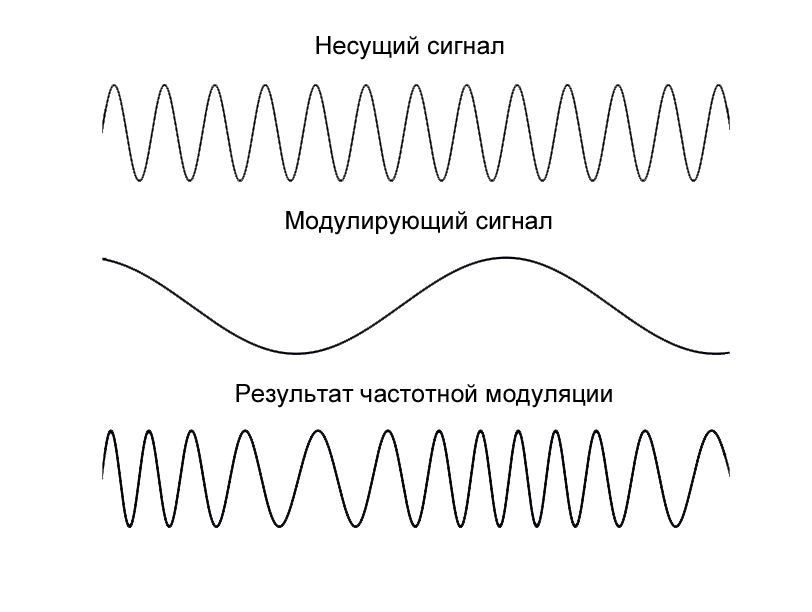 Несущий сигнал
Модулирующий сигнал
Результат частотной модуляции